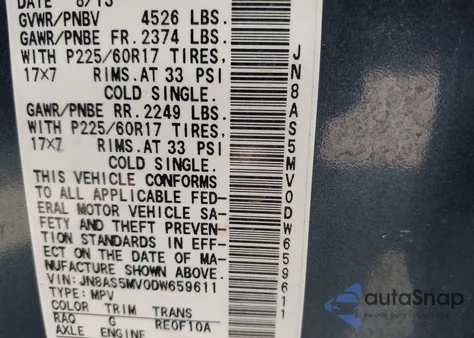 DATE 8/13
GVWR/PNBV 4526 LBS.
GAWR/PNBE FR. 2374 LBS.
WITH P225/60R17 TIRES,
17x7 RIMS. AT 33 PSI
COLD SINGLE.
GAWR/PNBE RR. 2249 LBS.
WITH P225/60R17 TIRES,
17x7 RIMS. AT 33 PSI
COLD SINGLE.
THIS VEHICLE CONFORMS
TO ALL APPLICABLE FED-
ERAL MOTOR VEHICLE SA-
FETY AND THEFT PREVEN-
TION STANDARDS IN EFF-
ECT ON THE DATE OF MA-
NUFACTURE SHOWN ABOVE.
VIN: JN8AS5MV0DW659611
TYPE: MPV
COLOR TRIM TRANS
RAQ G RE0F10A
AXLE ENGINE
JN8AS5MV0DW659611
autaSnap